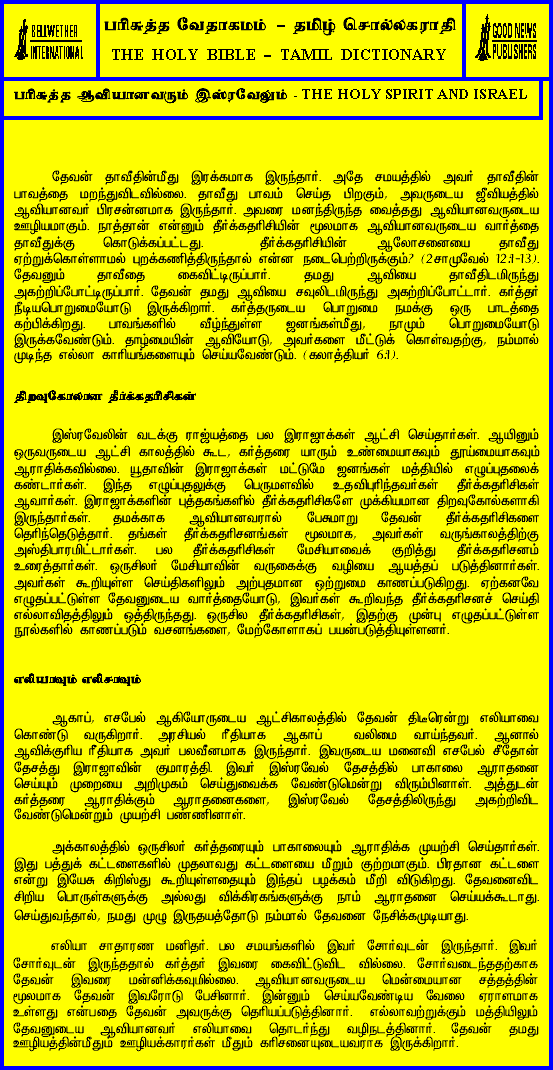 BELLWETHER
INTERNATIONAL
பரிசுத்த வேதாகமம் – தமிழ் சொல்லகராதி
THE HOLY BIBLE – TAMIL DICTIONARY
GOOD NEWS
PUBLISHERS
பரிசுத்த ஆவியானவரும் இஸ்ரவேலும் - THE HOLY SPIRIT AND ISRAEL
தேவன் தாவீதின்மீது இரக்கமாக இருந்தார். அதே சமயத்தில் அவர் தாவீதின்
பாவத்தை மறந்துவிடவில்லை. தாவீது பாவம் செய்த பிறகும், அவருடைய ஜீவியத்தில்
ஆவியானவர் பிரசன்னமாக இருந்தார். அவரை மனந்திருந்த வைத்தது ஆவியானவருடைய
ஊழியமாகும். நாத்தான் என்னும் தீர்க்கதரிசியின் மூலமாக ஆவியானவருடைய வார்த்தை
தாவீதுக்கு கொடுக்கப்பட்டது. தீர்க்கதரிசியின் ஆலோசனையை தாவீது
ஏற்றுக்கொள்ளாமல் புறக்கணித்திருந்தால் என்ன நடைபெற்றிருக்கும்? (2சாமுவேல் 12:1-13).
தேவனும் தாவீதை கைவிட்டிருப்பார். தமது ஆவியை தாவீதிடமிருந்து
அகற்றிப்போட்டிருப்பார். தேவன் தமது ஆவியை சவுலிடமிருந்து அகற்றிப்போட்டார். கர்த்தர்
நீடியபொறுமையோடு இருக்கிறார். கர்த்தருடைய பொறுமை நமக்கு ஒரு பாடத்தை
கற்பிக்கிறது. பாவங்களில் வீழ்ந்துள்ள ஜனங்கள்மீது, நாமும் பொறுமையோடு
இருக்கவேண்டும். தாழ்மையின் ஆவியோடு, அவர்களை மீட்டுக் கொள்வதற்கு, நம்மால்
முடிந்த எல்லா காரியங்களையும் செய்யவேண்டும். (கலாத்தியர் 6:1).
திறவுகோலான தீர்க்கதரிசிகள்
இஸ்ரவேலின் வடக்கு ராஜ்யத்தை பல இராஜாக்கள் ஆட்சி செய்தார்கள். ஆயினும்
ஒருவருடைய ஆட்சி காலத்தில் கூட, கர்த்தரை யாரும் உண்மையாகவும் தூய்மையாகவும்
ஆராதிக்கவில்லை. யூதாவின் இராஜாக்கள் மட்டுமே ஜனங்கள் மத்தியில் எழுப்புதலைக்
கண்டார்கள். இந்த எழுப்புதலுக்கு பெருமளவில் உதவிபுரிந்தவர்கள் தீர்க்கதரிசிகள்
ஆவார்கள். இராஜாக்களின் புத்தகங்களில் தீர்க்கதரிசிகளே முக்கியமான திறவுகோல்களாகி
இருந்தார்கள். தமக்காக ஆவியானவரால் பேசுமாறு தேவன் தீர்க்கதரிசிகளை
தெரிந்தெடுத்தார். தங்கள் தீர்க்கதரிசனங்கள் மூலமாக, அவர்கள் வருங்காலத்திற்கு
அஸ்திபாரமிட்டார்கள். பல தீர்க்கதரிசிகள் மேசியாவைக் குறித்து தீர்க்கதரிசனம்
உரைத்தார்கள். ஒருசிலர் மேசியாவின் வருகைக்கு வழியை ஆயத்தப் படுத்தினார்கள்.
அவர்கள் கூறியுள்ள செய்திகளிலும் அற்புதமான ஒற்றுமை காணப்படுகிறது. ஏற்கனவே
எழுதப்பட்டுள்ள தேவனுடைய வார்த்தையோடு, இவர்கள் கூறிவந்த தீர்க்கதரிசனச் செய்தி
எல்லாவிதத்திலும் ஒத்திருந்தது. ஒருசில தீர்க்கதரிசிகள், இதற்கு முன்பு எழுதப்பட்டுள்ள
நூல்களில் காணப்படும் வசனங்களை, மேற்கோளாகப் பயன்படுத்தியுள்ளனர்.
எலியாவும் எலிசாவும்
ஆகாப், எசபேல் ஆகியோருடைய ஆட்சிகாலத்தில் தேவன் திடீரென்று எலியாவை
கொண்டு வருகிறார். அரசியல் ரீதியாக ஆகாப் வலிமை வாய்ந்தவர். ஆனால்
ஆவிக்குரிய ரீதியாக அவர் பலவீனமாக இருந்தார். இவருடைய மனைவி எசபேல் சீதோன்
தேசத்து இராஜாவின் குமாரத்தி. இவர் இஸ்ரவேல் தேசத்தில் பாகாலை ஆராதனை
செய்யும் முறையை அறிமுகம் செய்துவைக்க வேண்டுமென்று விரும்பினாள். அத்துடன்
கர்த்தரை ஆராதிக்கும் ஆராதனைகளை, இஸ்ரவேல் தேசத்திலிருந்து அகற்றிவிட
வேண்டுமென்றும் முயற்சி பண்ணினாள்.
அக்காலத்தில் ஒருசிலர் கர்த்தரையும் பாகாலையும் ஆராதிக்க முயற்சி செய்தார்கள்.
இது பத்துக் கட்டளைகளில் முதலாவது கட்டளையை மீறும் குற்றமாகும். பிரதான கட்டளை
என்று இயேசு கிறிஸ்து கூறியுள்ளதையும் இந்தப் பழக்கம் மீறி விடுகிறது. தேவனைவிட
சிறிய பொருள்களுக்கு அல்லது விக்கிரகங்களுக்கு நாம் ஆராதனை செய்யக்கூடாது.
செய்துவந்தால், நமது முழு இருதயத்தோடு நம்மால் தேவனை நேசிக்கமுடியாது.
எலியா சாதாரண மனிதர். பல சமயங்களில் இவர் சோர்வுடன் இருந்தார். இவர்
சோர்வுடன் இருந்ததால் கர்த்தர் இவரை கைவிட்டுவிட வில்லை. சோர்வடைந்ததற்காக
தேவன் இவரை மன்னிக்கவுமில்லை. ஆவியானவருடைய மென்மையான சத்தத்தின்
மூலமாக தேவன் இவரோடு பேசினார். இன்னும் செய்யவேண்டிய வேலை ஏராளமாக
உள்ளது என்பதை தேவன் அவருக்கு தெரியப்படுத்தினார். எல்லாவற்றுக்கும் மத்தியிலும்
தேவனுடைய ஆவியானவர் எலியாவை தொடர்ந்து வழிநடத்தினார். தேவன் தமது
ஊழியத்தின்மீதும் ஊழியக்காரர்கள் மீதும் கரிசனையுடையவராக இருக்கிறார்.